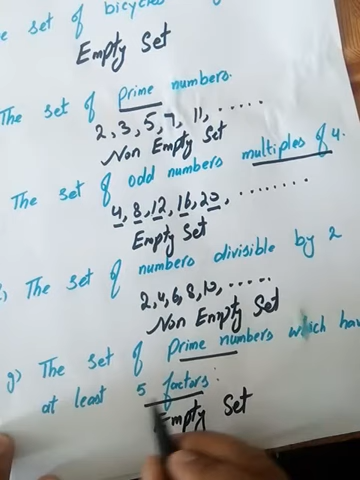 set of bicycles
Empty Set
The set of Prime numbers.
2, 3, 5, 7, 11, .....
Non Empty Set
The set of odd numbers multiples of 4.
4, 8, 12, 16, 20, ........
Empty Set
The set of numbers divisible by 2
2, 4, 6, 8, 10, .....
Non Empty Set
g) The set of Prime numbers which hav
at least 5 factors:
Empty Set